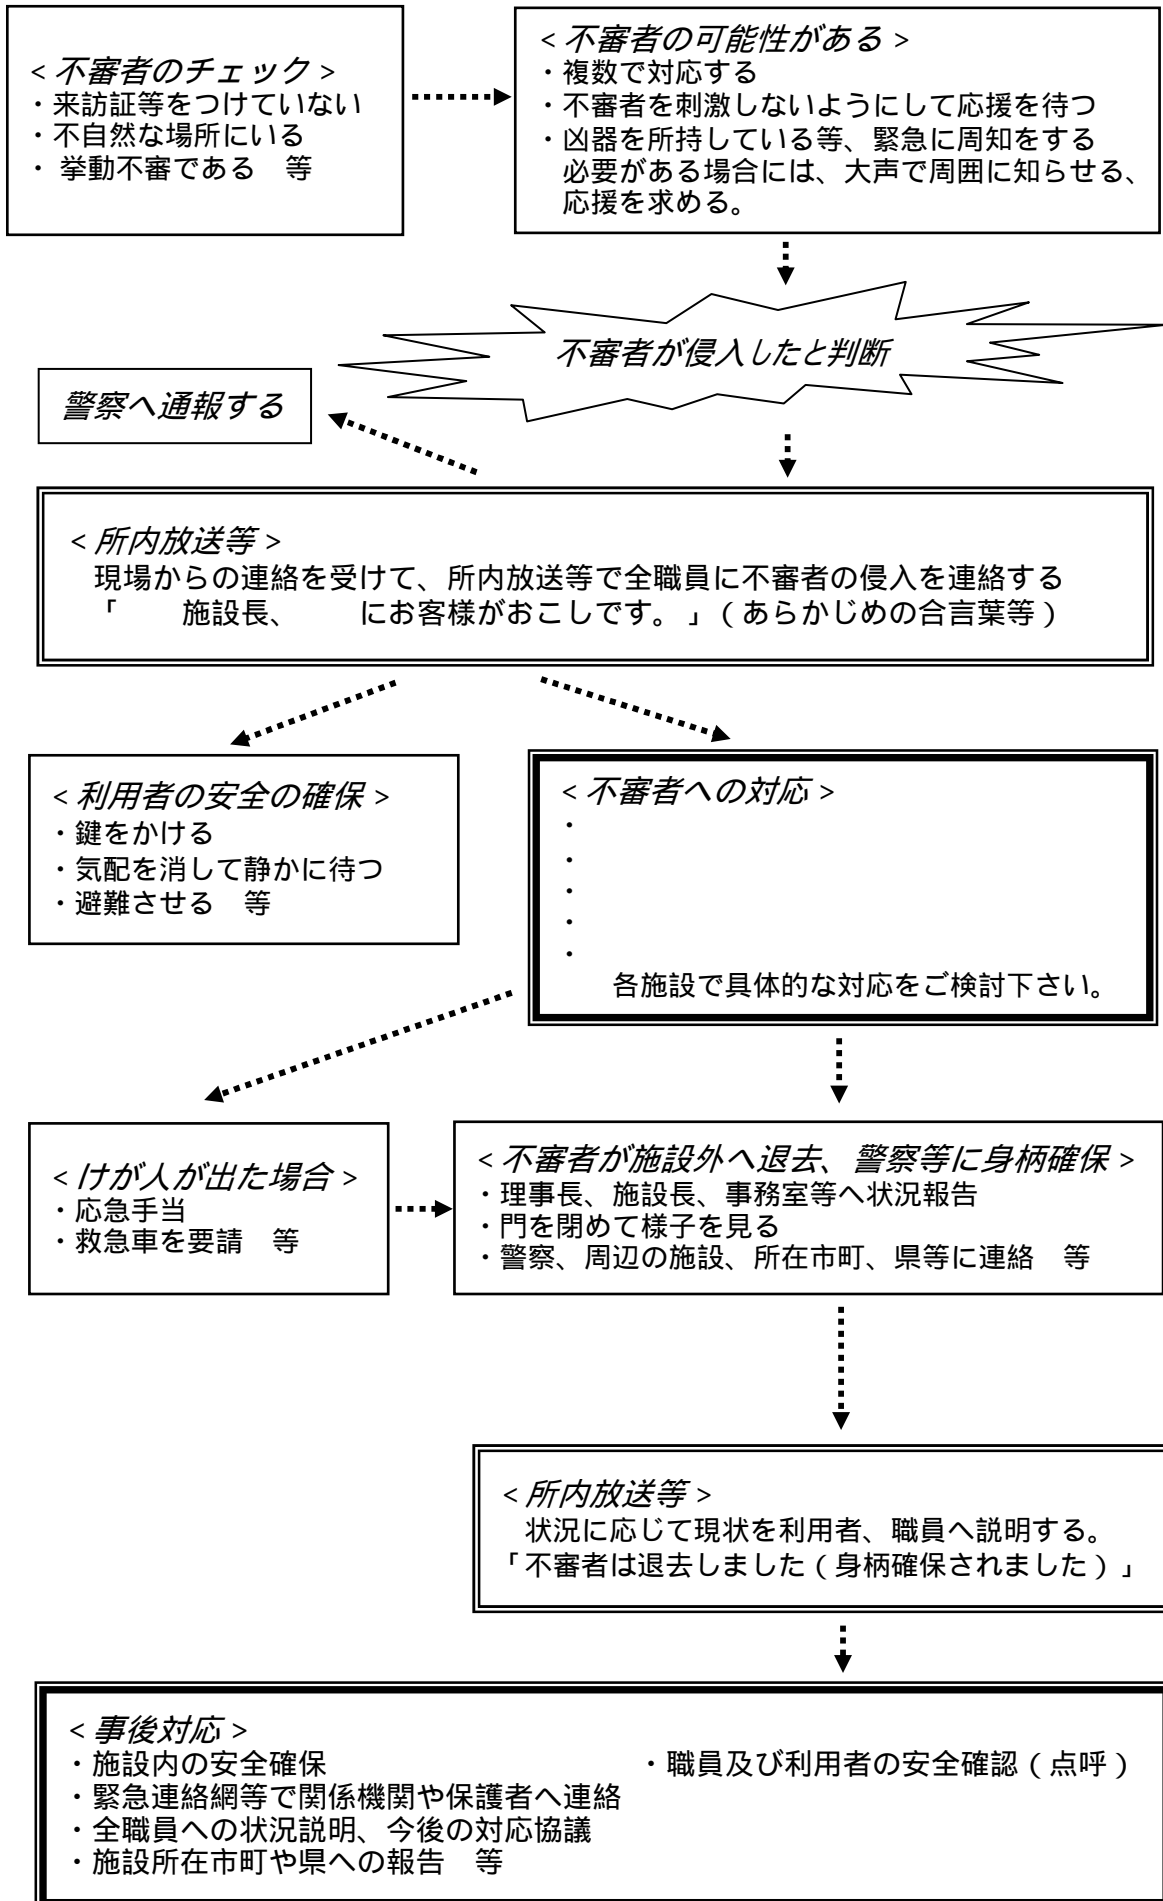 <不審者のチェック>
・来訪証等をつけていない
・不自然な場所にいる
・ 挙動不審である　等
<不審者の可能性がある>
・複数で対応する
・不審者を刺激しないようにして応援を待つ
・凶器を所持している等、緊急に周知をする
必要がある場合には、大声で周囲に知らせる、
応援を求める。
不審者が侵入したと判断
警察へ通報する
<所内放送等>
現場からの連絡を受けて、所内放送等で全職員に不審者の侵入を連絡する
「　　施設長、　　にお客様がおこしです。」（あらかじめの合言葉等）
<利用者の安全の確保>
・鍵をかける
・気配を消して静かに待つ
・避難させる　等
<不審者への対応>
・
・
・
・
・
各施設で具体的な対応をご検討下さい。
<けが人が出た場合>
・応急手当
・救急車を要請　等
<不審者が施設外へ退去、警察等に身柄確保>
・理事長、施設長、事務室等へ状況報告
・門を閉めて様子を見る
・警察、周辺の施設、所在市町、県等に連絡　等
<所内放送等>
状況に応じて現状を利用者、職員へ説明する。
「不審者は退去しました（身柄確保されました）」
<事後対応>
・施設内の安全確保　　　　　　　　　　・職員及び利用者の安全確認（点呼）
・緊急連絡網等で関係機関や保護者へ連絡
・全職員への状況説明、今後の対応協議
・施設所在市町や県への報告　等